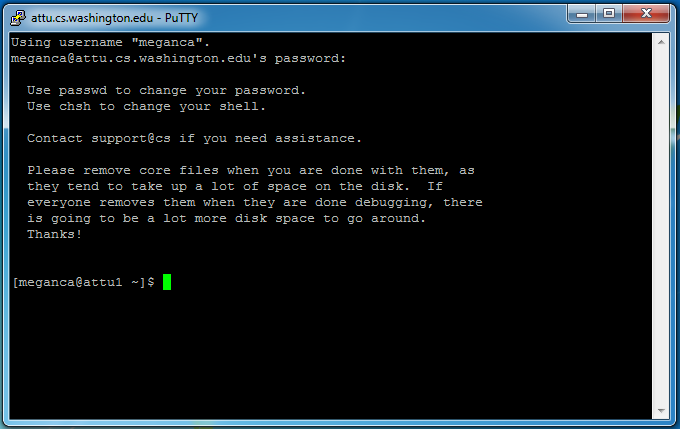 attu.cs.washington.edu - PuTTY
Using username "meganca".
meganca@attu.cs.washington.edu's password:
Use passwd to change your password.
Use chsh to change your shell.
Contact support@cs if you need assistance.
Please remove core files when you are done with them, as
they tend to take up a lot of space on the disk.  If
everyone removes them when they are done debugging, there
is going to be a lot more disk space to go around.
Thanks!
[meganca@attu1 ~]$